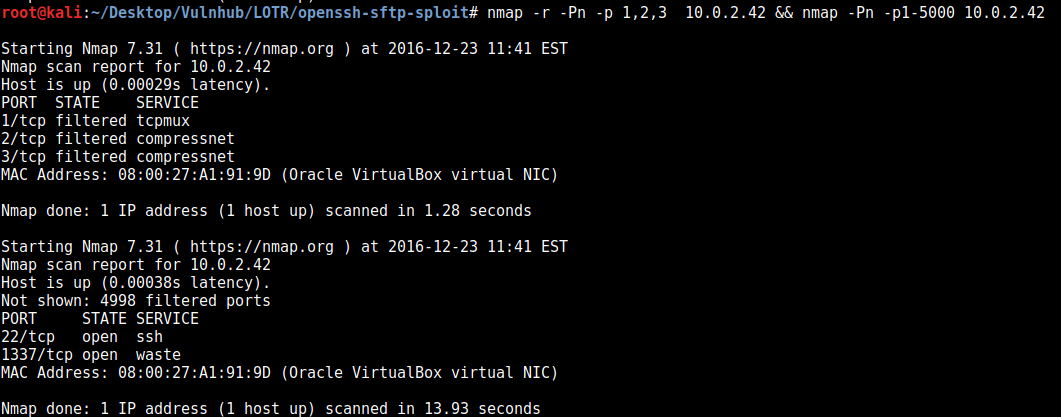 root@kali:~/Desktop/Vulnhub/LOTR/openssh-sftp-sploit# nmap -r -Pn -p 1,2,3  10.0.2.42 && nmap -Pn -p1-5000 10.0.2.42
Starting Nmap 7.31 ( https://nmap.org ) at 2016-12-23 11:41 EST
Nmap scan report for 10.0.2.42
Host is up (0.00029s latency).
PORT  STATE    SERVICE
1/tcp filtered tcpmux
2/tcp filtered compressnet
3/tcp filtered compressnet
MAC Address: 08:00:27:A1:91:9D (Oracle VirtualBox virtual NIC)
Nmap done: 1 IP address (1 host up) scanned in 1.28 seconds
Starting Nmap 7.31 ( https://nmap.org ) at 2016-12-23 11:41 EST
Nmap scan report for 10.0.2.42
Host is up (0.00038s latency).
Not shown: 4998 filtered ports
PORT     STATE SERVICE
22/tcp   open  ssh
1337/tcp open  waste
MAC Address: 08:00:27:A1:91:9D (Oracle VirtualBox virtual NIC)
Nmap done: 1 IP address (1 host up) scanned in 13.93 seconds